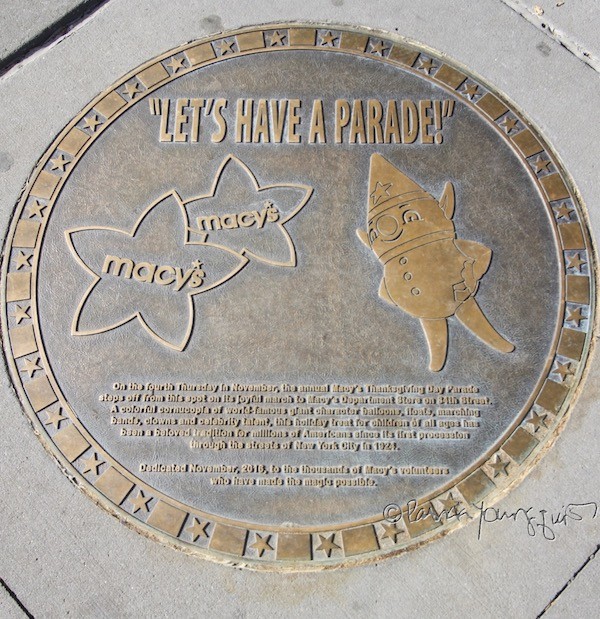 "LET'S HAVE A PARADE!"
macy's
macy's
On the fourth Thursday in November, the annual Macy's Thanksgiving Day Parade
steps off from this spot on its joyful march to Macy's Department Store on 34th Street.
A colorful cornucopia of world-famous giant character balloons, floats, marching
bands, clowns and celebrity talent, this holiday treat for children of all ages has
been a beloved tradition for millions of Americans since its first procession
through the streets of New York City in 1924.
Dedicated November, 2016, to the thousands of Macy's volunteers
who have made the magic possible.
©